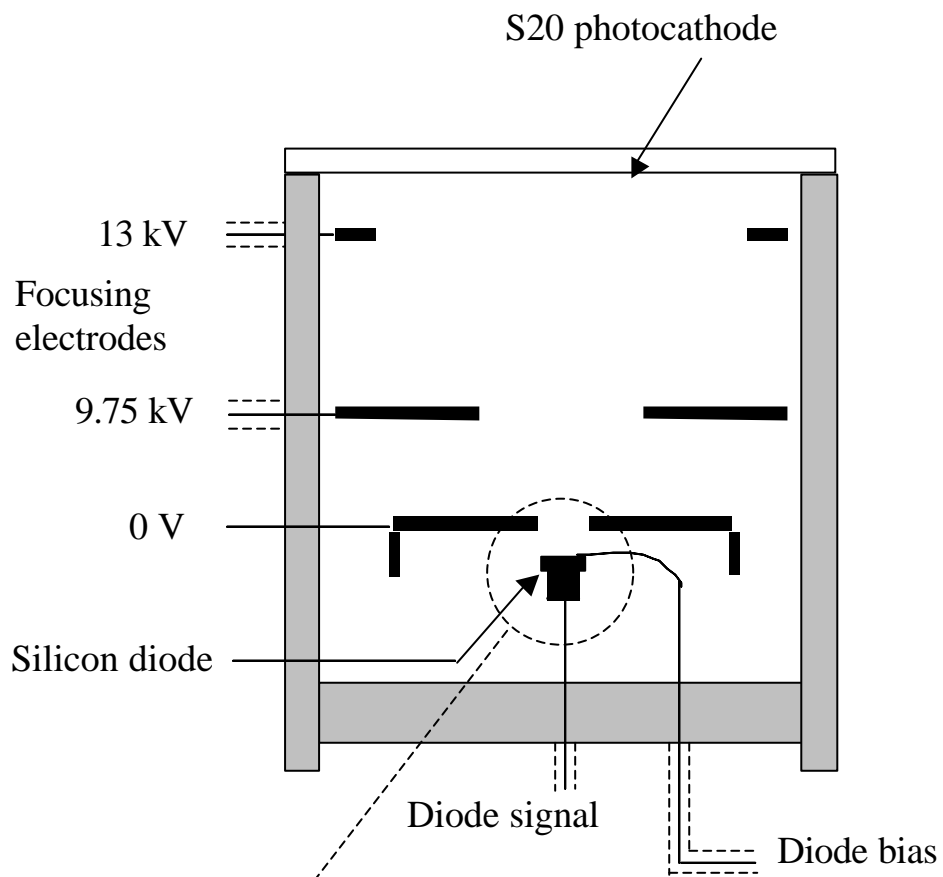 S20 photocathode
13 kV
Focusing
electrodes
9.75 kV
0 V
Silicon diode
Diode signal
Diode bias